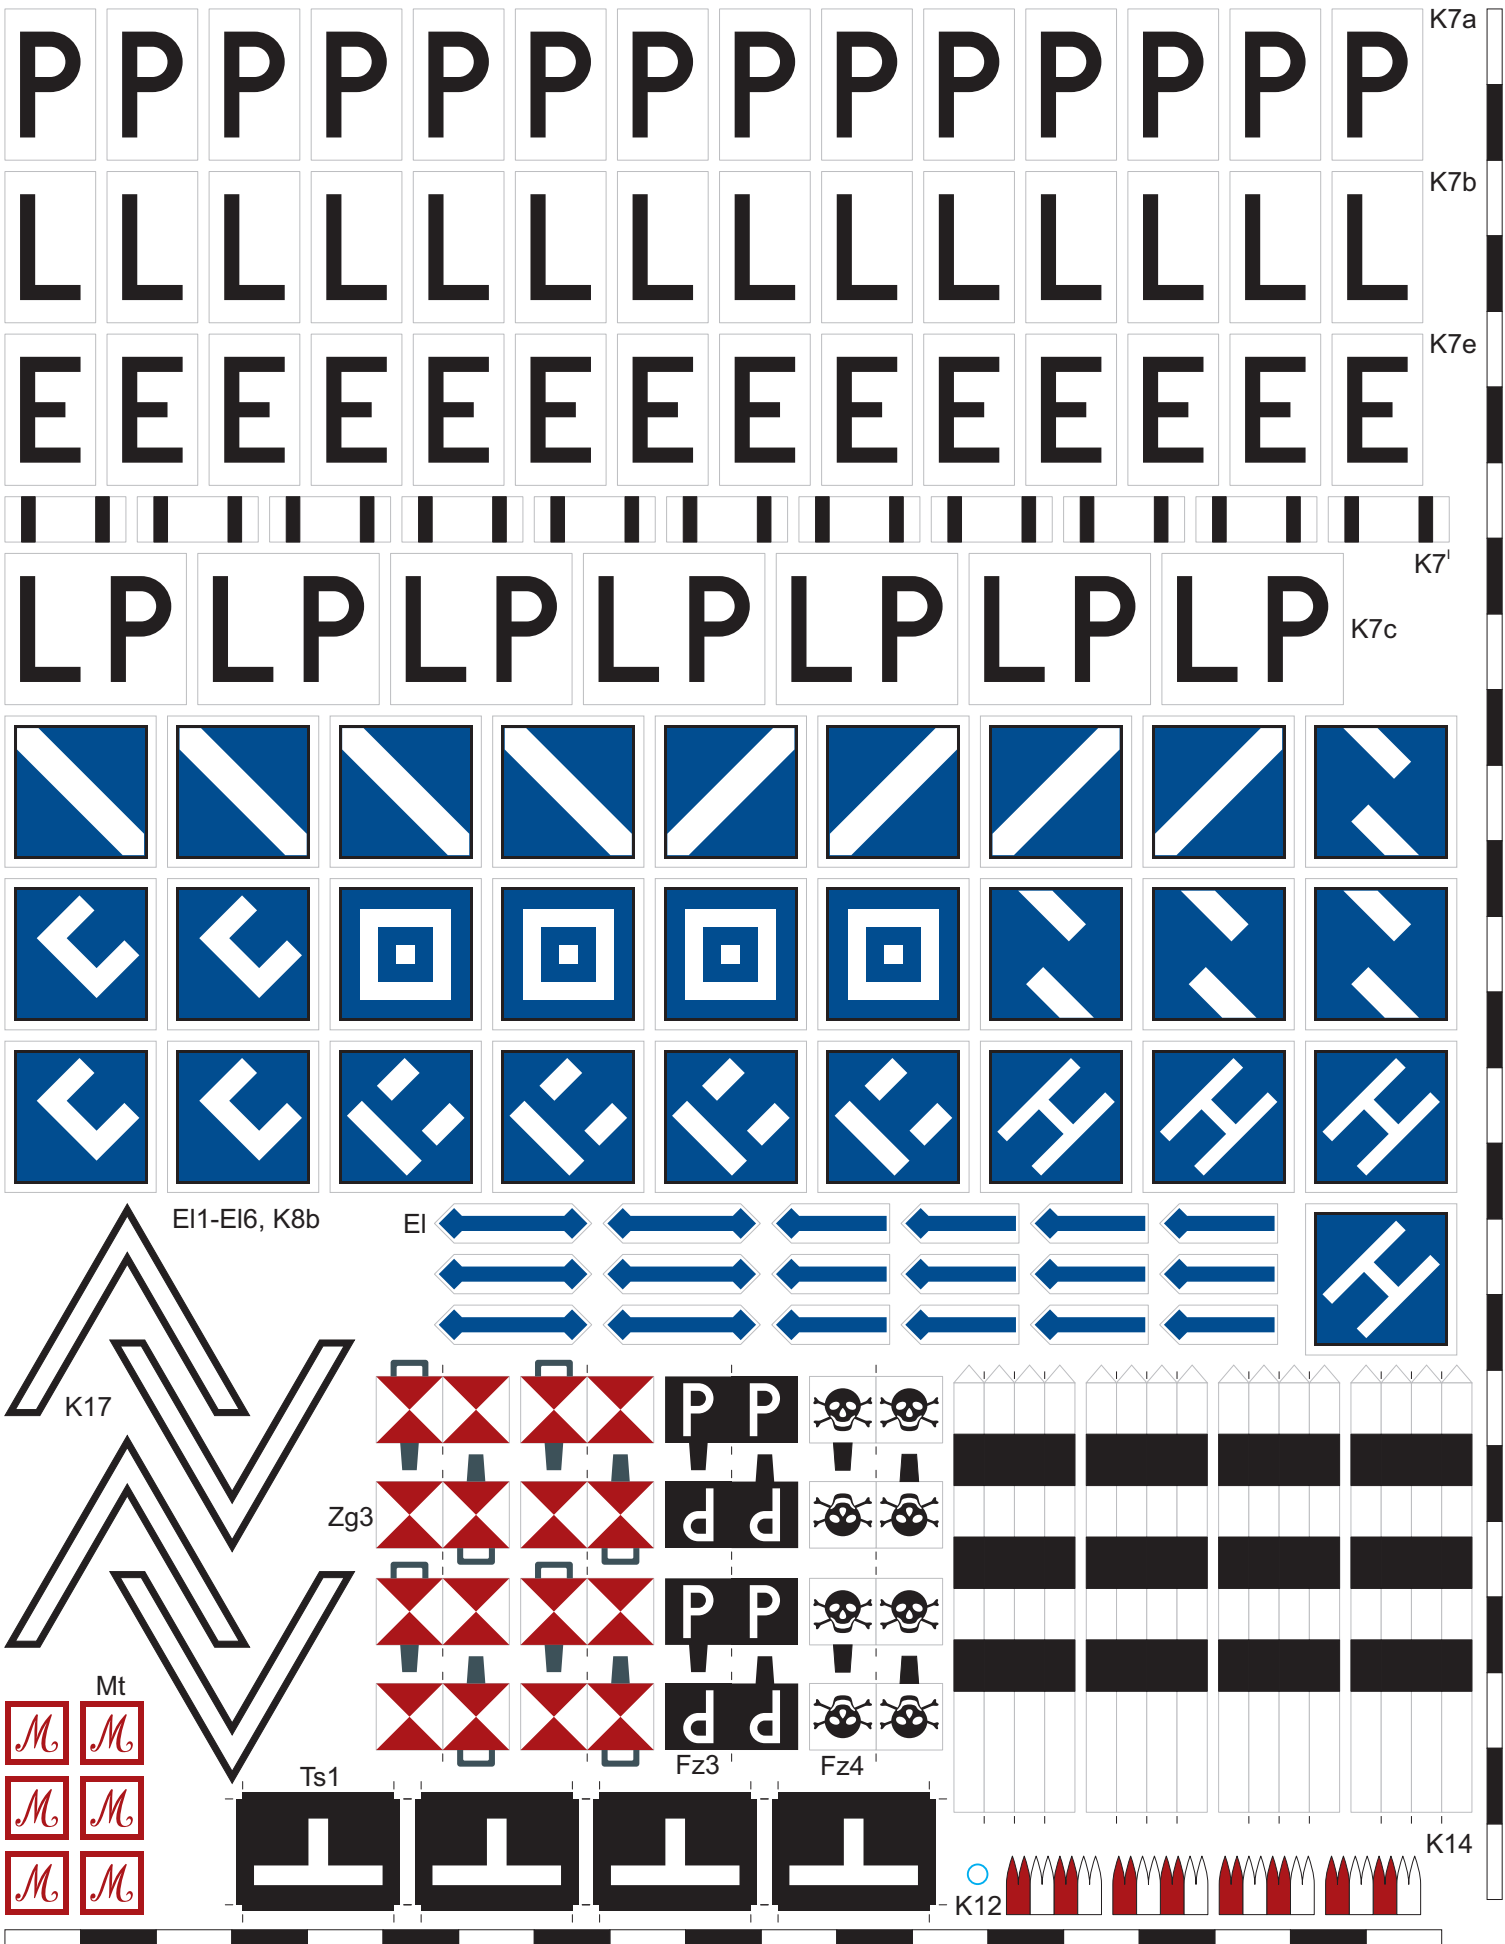 P P P P P P P P P P P P P P K7a
L L L L L L L L L L L L L L K7b
E E E E E E E E E E E E E E K7e
K7ˡ
LP LP LP LP LP LP LP K7c
El1-El6, K8b
El
K17
P P
Zg3
P P
P P
Mt
P P
M M
Fz3
Fz4
Ts1
M M
K14
M M
K12